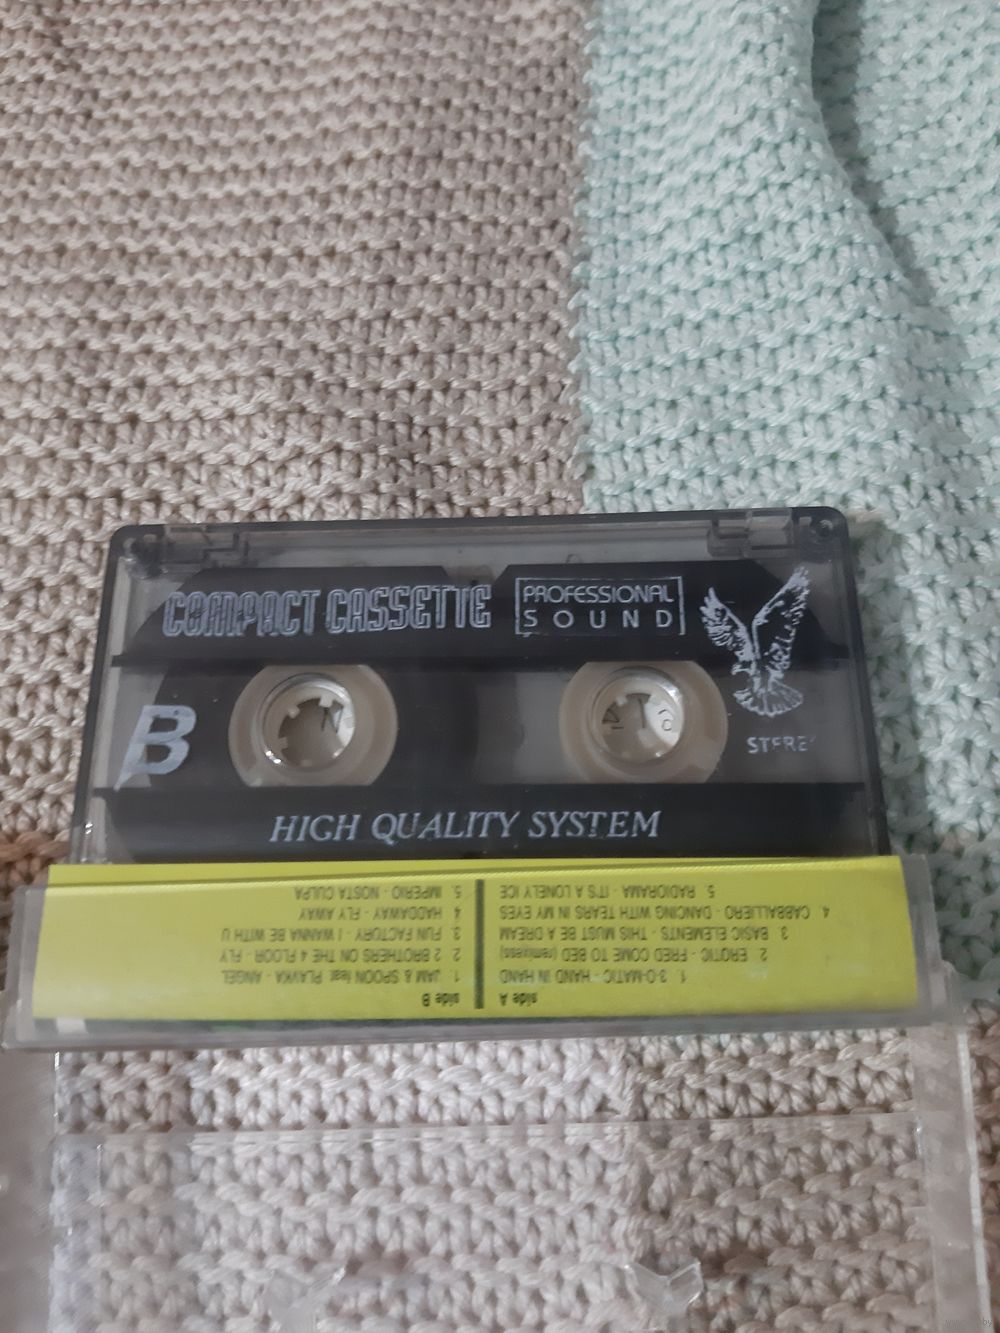 COMPACT CASSETTE
PROFESSIONAL
SOUND
B
STERE
HIGH QUALITY SYSTEM
side A
1. 3-O-MATIC - HAND IN HAND
2. EROTIC - FRED COME TO BED (remixess)
3. BASIC ELEMENTS - THIS MUST BE A DREAM
4. CABBALLIERO - DANCING WITH TEARS IN MY EYES
5. RADIORAMA - IT'S A LONELY ICE
side B
1. JAM & SPOON feat. PLAVKA - ANGEL
2 2 BROTHERS ON THE 4 FLOOR - FLY
3. FUN FACTORY - I WANNA BE WITH U
4 HADDAWAY - FLY AWAY
5. IMPERIO - NOSTA CULPA